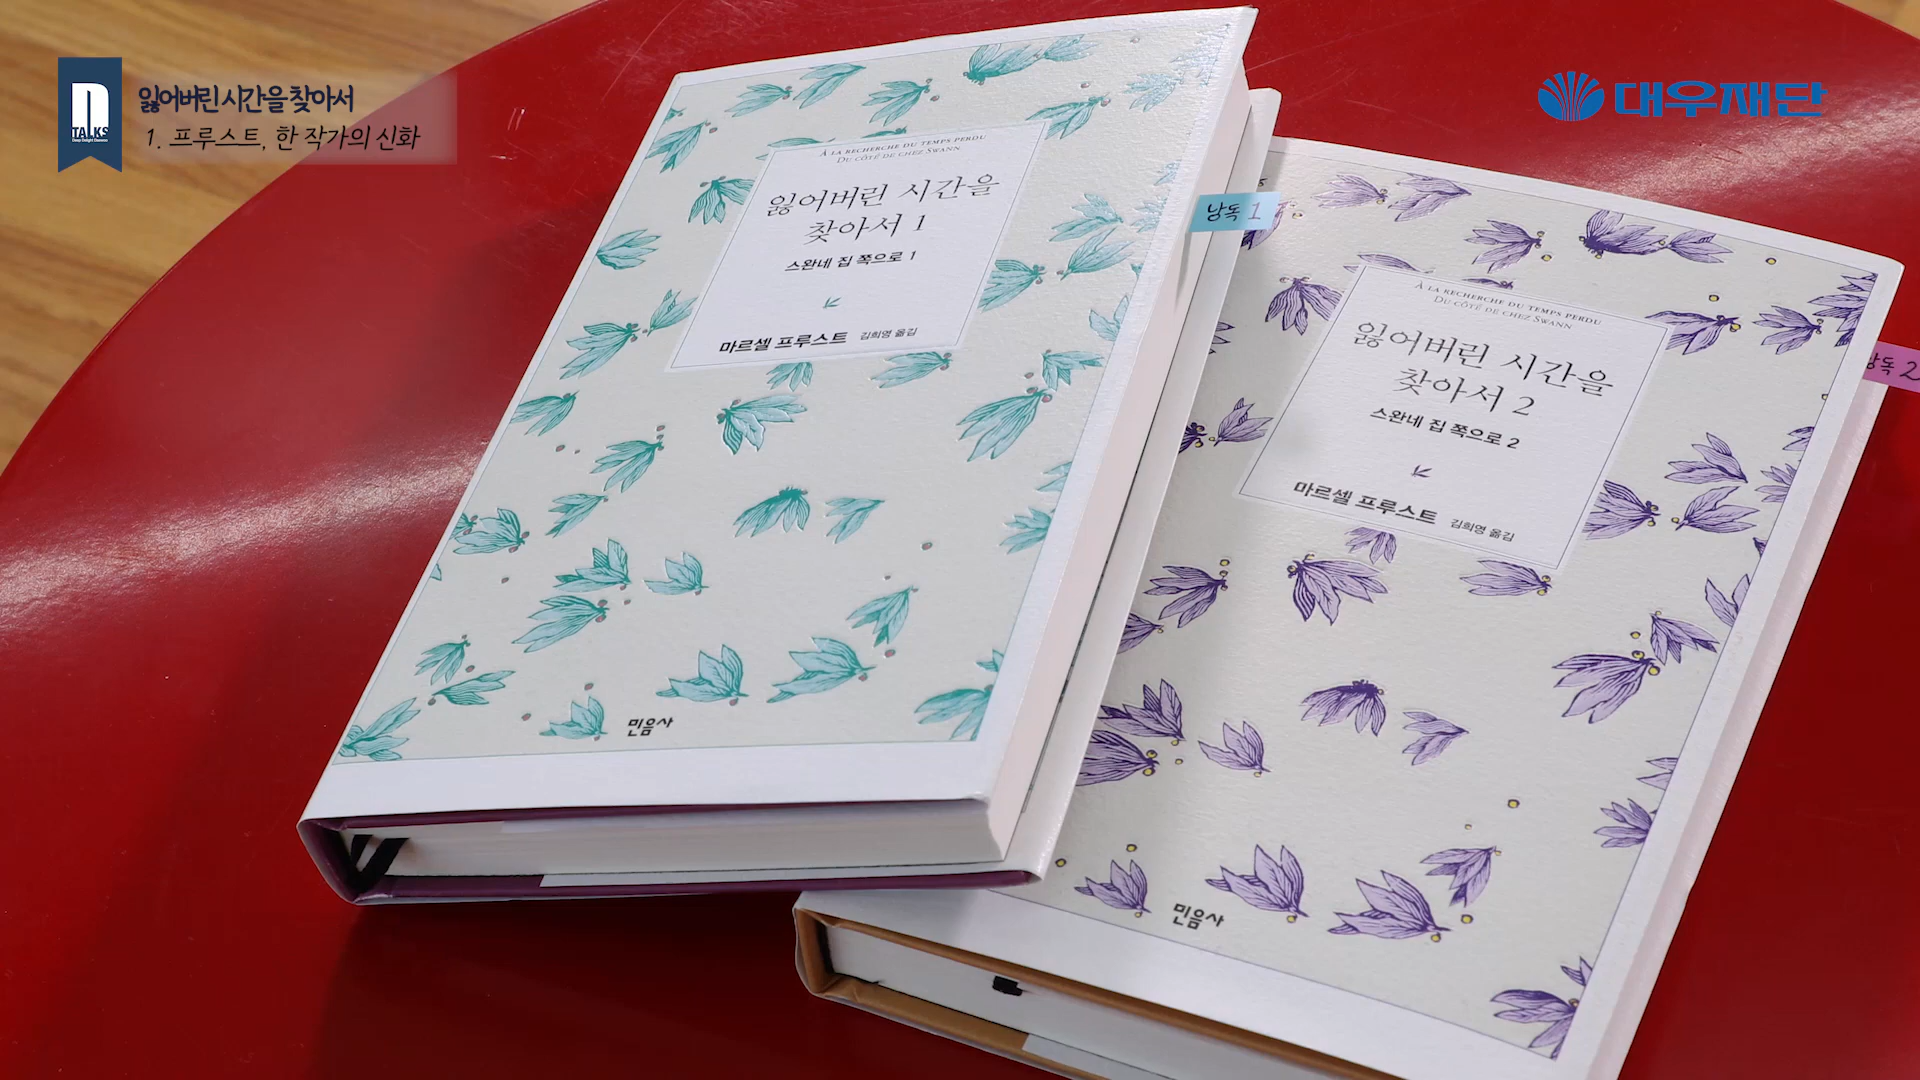 D
TALKS
잃어버린 시간을 찾아서
1. 프루스트, 한 작가의 신화
대우재단
À LA RECHERCHE DU TEMPS PERDU
DU CÔTÉ DE CHEZ SWANN
잃어버린 시간을
찾아서 1
스완네 집 쪽으로 1
마르셀 프루스트 김희영 옮김
민음사
낭독 1
À LA RECHERCHE DU TEMPS PERDU
DU CÔTÉ DE CHEZ SWANN
잃어버린 시간을
찾아서 2
스완네 집 쪽으로 2
마르셀 프루스트 김희영 옮김
민음사
낭독 2